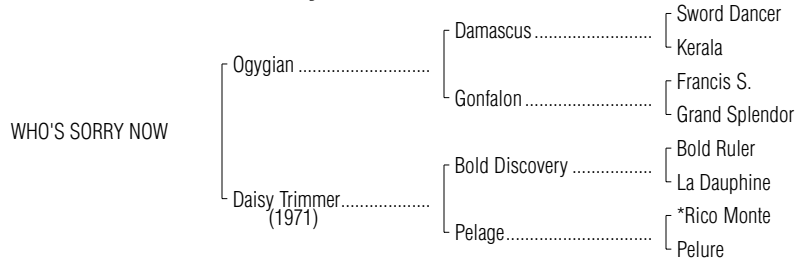 Sword Dancer
Damascus ............................
Kerala
Ogygian ...............................
Francis S.
Gonfalon ..............................
Grand Splendor
WHO'S SORRY NOW
Bold Ruler
Bold Discovery ...................
La Dauphine
Daisy Trimmer.....................
(1971)
*Rico Monte
Pelage...................................
Pelure